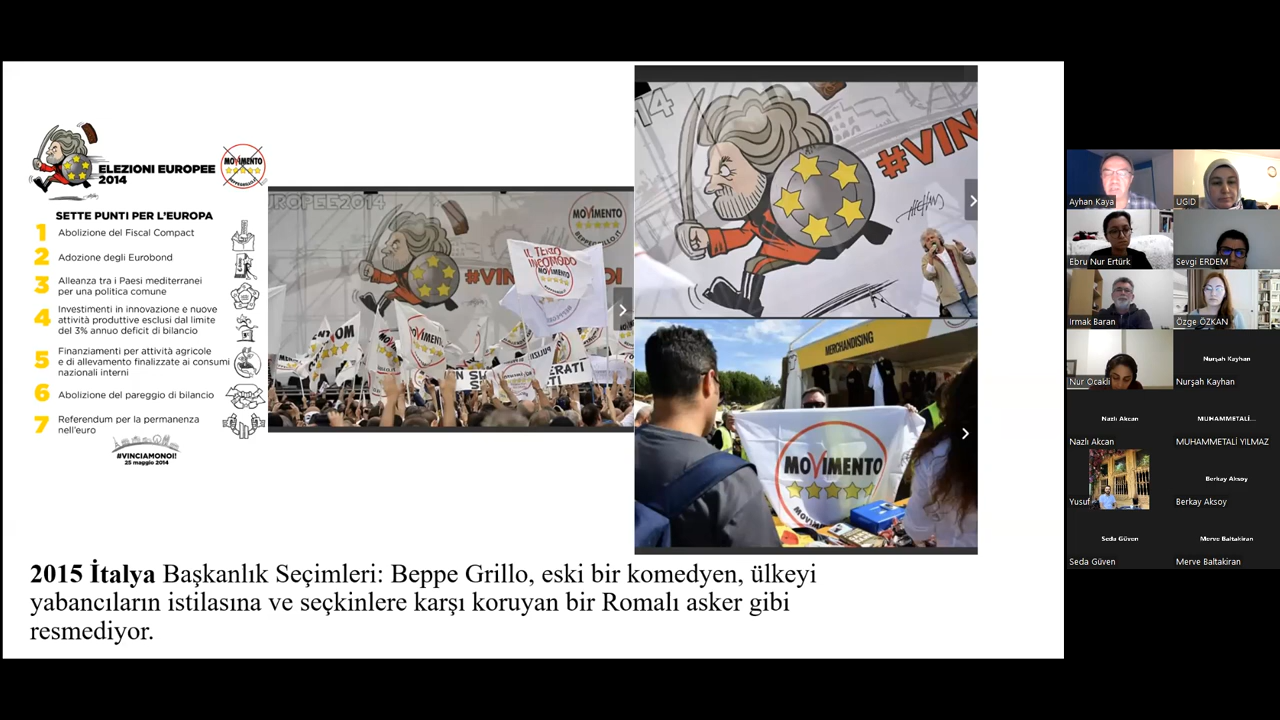 ELEZIONI EUROPEE
2014
MOVIMENTO
BEPPEGRILLO.IT
SETTE PUNTI PER L'EUROPA
1 Abolizione del Fiscal Compact
2 Adozione degli Eurobond
3 Alleanza tra i Paesi mediterranei
per una politica comune
4 Investimenti in innovazione e nuove
attività produttive esclusi dal limite
del 3% annuo deficit di bilancio
5 Finanziamenti per attività agricole
e di allevamento finalizzate ai consumi
nazionali interni
6 Abolizione del pareggio di bilancio
7 Referendum per la permanenza
nell'euro
#VINCIAMONOI!
25 maggio 2014
EUROPEE2014
MOVIMENTO
#VIN
OI
IL TERZO
INCOMODO
MOVIMENTO
2014
#VIN
MERCHANDISING
MOVIMENTO
2015 İtalya Başkanlık Seçimleri: Beppe Grillo, eski bir komedyen, ülkeyi
yabancıların istilasına ve seçkinlere karşı koruyan bir Romalı asker gibi
resmediyor.
Ayhan Kaya
UGİD
Ebru Nur Ertürk
Sevgi ERDEM
Irmak Baran
Özge ÖZKAN
Nur Ocaklı
Nurşah Kayhan
Nurşah Kayhan
Nazlı Akcan
Nazlı Akcan
MUHAMMETALİ...
MUHAMMETALİ YILMAZ
Yusuf
Berkay Aksoy
Berkay Aksoy
Seda Güven
Seda Güven
Merve Baltakiran
Merve Baltakiran